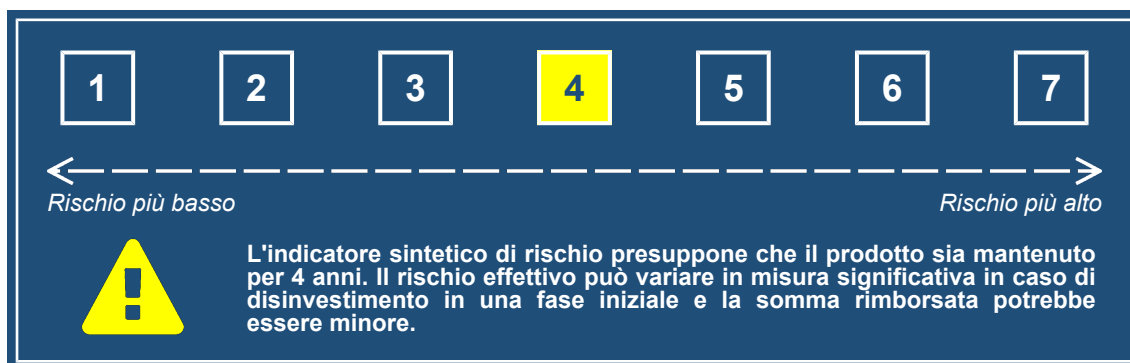 1 2 3 4 5 6 7
Rischio più basso Rischio più alto
L'indicatore sintetico di rischio presuppone che il prodotto sia mantenuto
per 4 anni. Il rischio effettivo può variare in misura significativa in caso di
disinvestimento in una fase iniziale e la somma rimborsata potrebbe
essere minore.